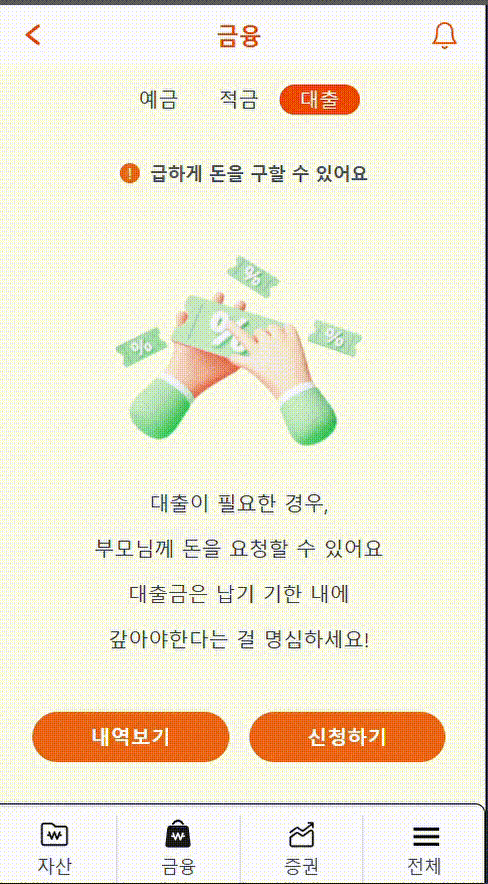 금융
예금 적금 대출
! 급하게 돈을 구할 수 있어요
%
% %
%
대출이 필요한 경우,
부모님께 돈을 요청할 수 있어요
대출금은 납기 기한 내에
갚아야한다는 걸 명심하세요!
내역보기 신청하기
₩ ₩
자산 금융 증권 전체